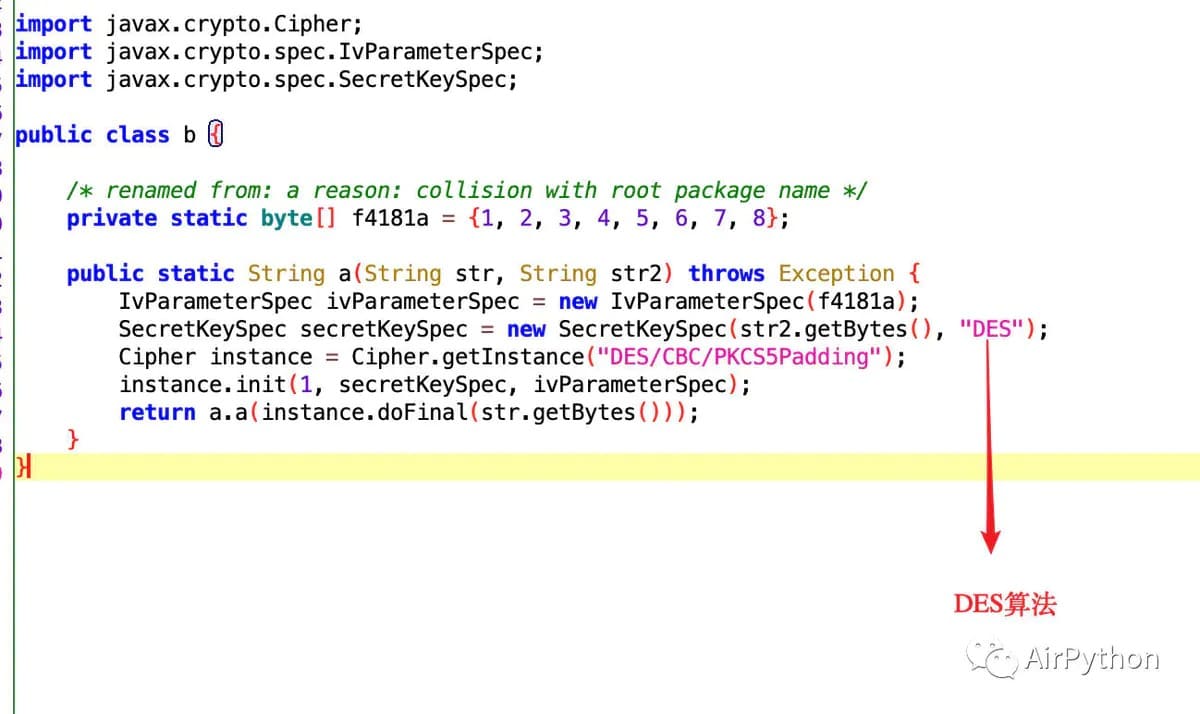 import javax.crypto.Cipher;
import javax.crypto.spec.IvParameterSpec;
import javax.crypto.spec.SecretKeySpec;
public class b {
/* renamed from: a reason: collision with root package name */
private static byte[] f4181a = {1, 2, 3, 4, 5, 6, 7, 8};
public static String a(String str, String str2) throws Exception {
IvParameterSpec ivParameterSpec = new IvParameterSpec(f4181a);
SecretKeySpec secretKeySpec = new SecretKeySpec(str2.getBytes(), "DES");
Cipher instance = Cipher.getInstance("DES/CBC/PKCS5Padding");
instance.init(1, secretKeySpec, ivParameterSpec);
return a.a(instance.doFinal(str.getBytes()));
}
}
DES算法
AirPython